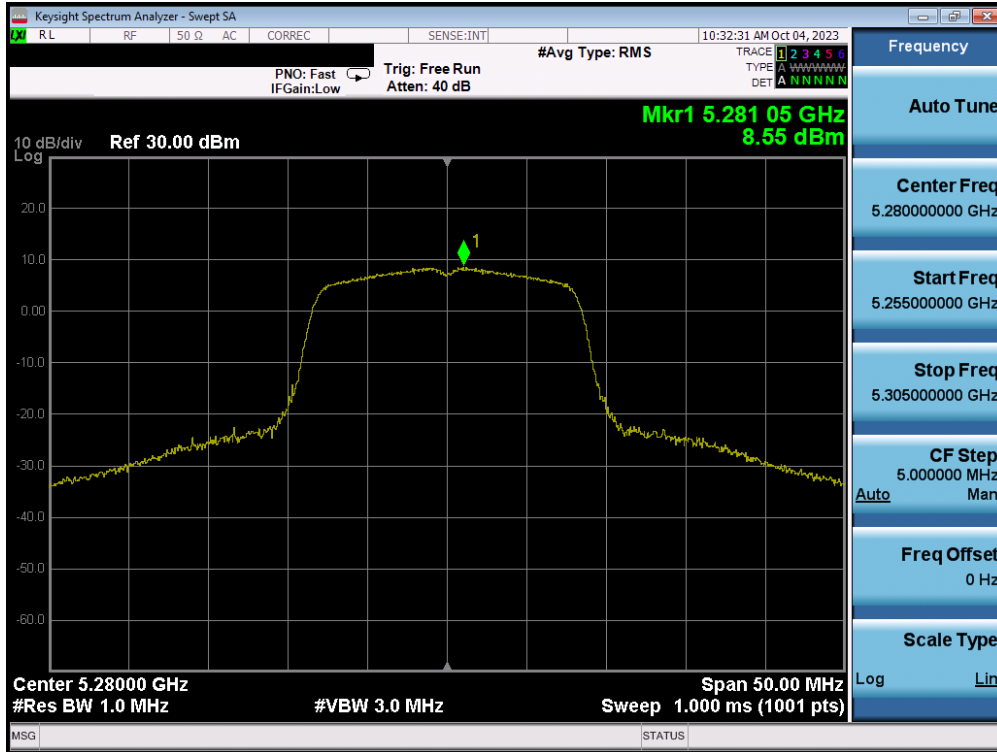 Keysight Spectrum Analyzer - Swept SA
LXI RL RF 50 Ω AC CORREC SENSE:INT 10:32:31 AM Oct 04, 2023
#Avg Type: RMS TRACE 1 2 3 4 5 6
PNO: Fast Trig: Free Run TYPE A WWWWW
IFGain:Low Atten: 40 dB DET A N N N N N
Mkr1 5.281 05 GHz
8.55 dBm
10 dB/div Ref 30.00 dBm
Log
1
20.0
10.0
0.00
-10.0
-20.0
-30.0
-40.0
-50.0
-60.0
Center 5.28000 GHz Span 50.00 MHz
#Res BW 1.0 MHz #VBW 3.0 MHz Sweep 1.000 ms (1001 pts)
MSG STATUS
Frequency
Auto Tune
Center Freq
5.280000000 GHz
Start Freq
5.255000000 GHz
Stop Freq
5.305000000 GHz
CF Step
5.000000 MHz
Auto Man
Freq Offset
0 Hz
Scale Type
Log Lin